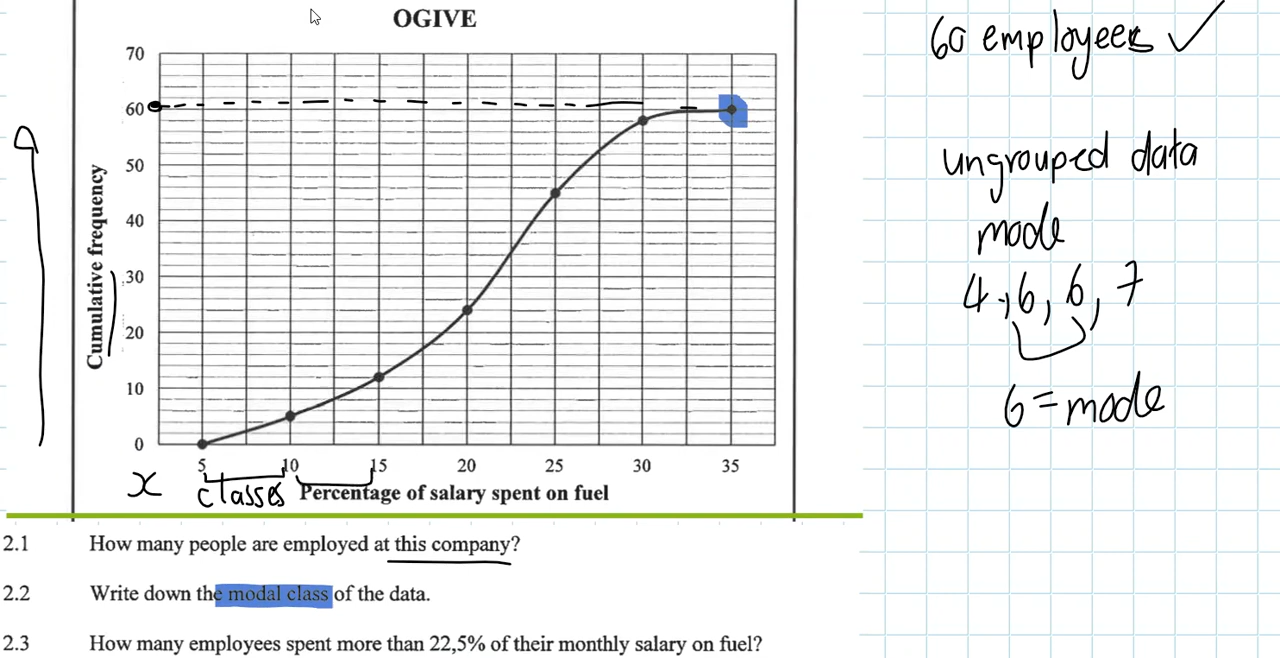 OGIVE
70
60
50
40
30
20
10
0
Cumulative frequency
5 10 15 20 25 30 35
x classes Percentage of salary spent on fuel
2.1 How many people are employed at this company?
2.2 Write down the modal class of the data.
2.3 How many employees spent more than 22,5% of their monthly salary on fuel?
60 employees ✓
ungrouped data
mode
4, 6, 6, 7
6 = mode